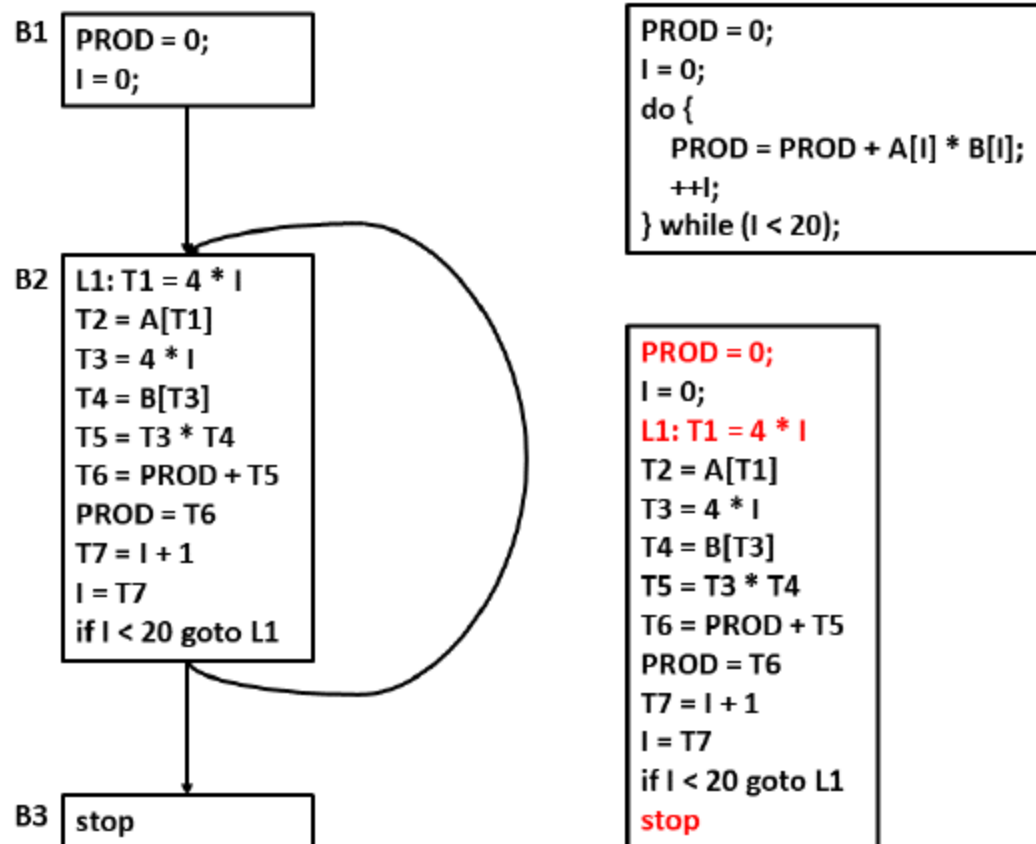 B1
PROD = 0;
I = 0;
B2
L1: T1 = 4 * I
T2 = A[T1]
T3 = 4 * I
T4 = B[T3]
T5 = T3 * T4
T6 = PROD + T5
PROD = T6
T7 = I + 1
I = T7
if I < 20 goto L1
B3
stop
PROD = 0;
I = 0;
do {
PROD = PROD + A[I] * B[I];
++I;
} while (I < 20);
PROD = 0;
I = 0;
L1: T1 = 4 * I
T2 = A[T1]
T3 = 4 * I
T4 = B[T3]
T5 = T3 * T4
T6 = PROD + T5
PROD = T6
T7 = I + 1
I = T7
if I < 20 goto L1
stop